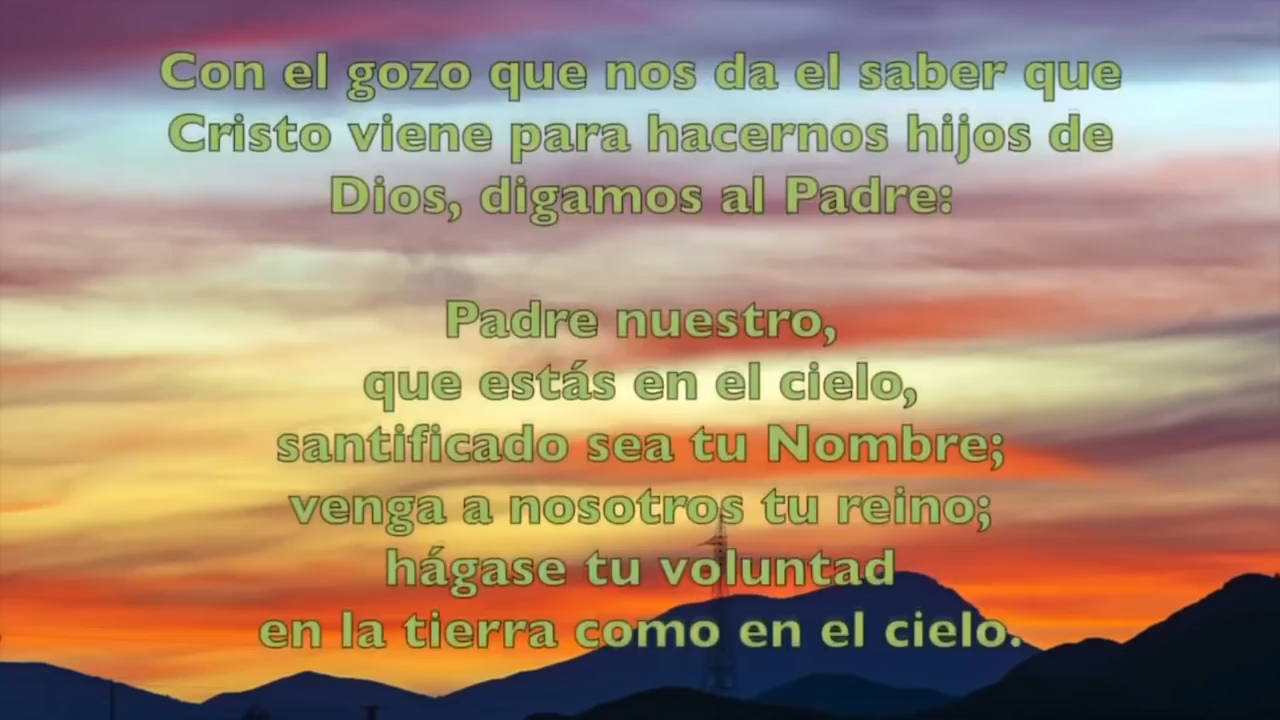 Con el gozo que nos da el saber que
Cristo viene para hacernos hijos de
Dios, digamos al Padre:
Padre nuestro,
que estás en el cielo,
santificado sea tu Nombre;
venga a nosotros tu reino;
hágase tu voluntad
en la tierra como en el cielo.